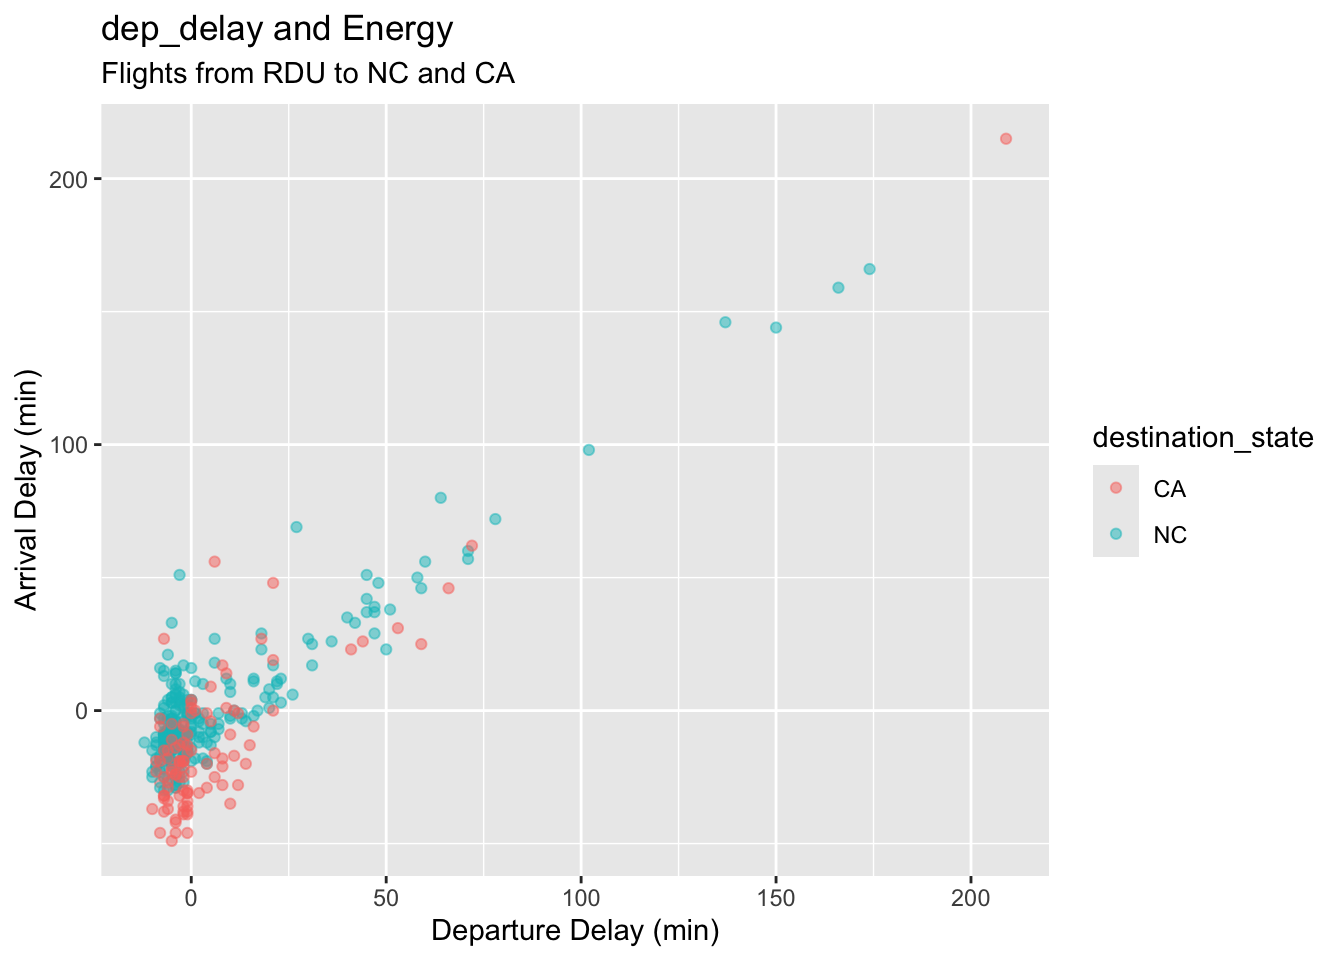 dep_delay and Energy
Flights from RDU to NC and CA
Arrival Delay (min)
200
100
0
0 50 100 150 200
Departure Delay (min)
destination_state
CA
NC